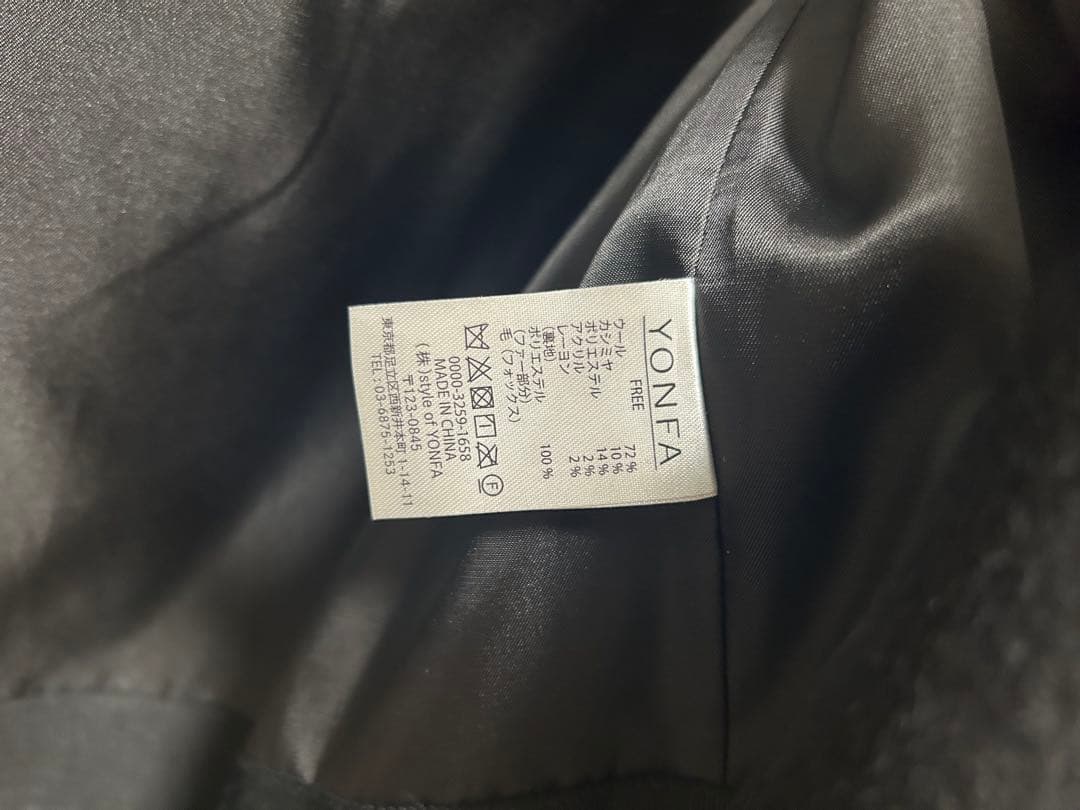 YONFA
FREE
ウール 72%
カシミヤ 10%
ポリエステル 14%
アクリル 2%
レーヨン 2%
(裏地)
ポリエステル 100%
(ファー部分)
毛(フォックス)
F
0000-3259-1658
MADE IN CHINA
(株)style of YONFA
〒123-0845
東京都足立区西新井本町1-14-11
TEL:03-6875-1253